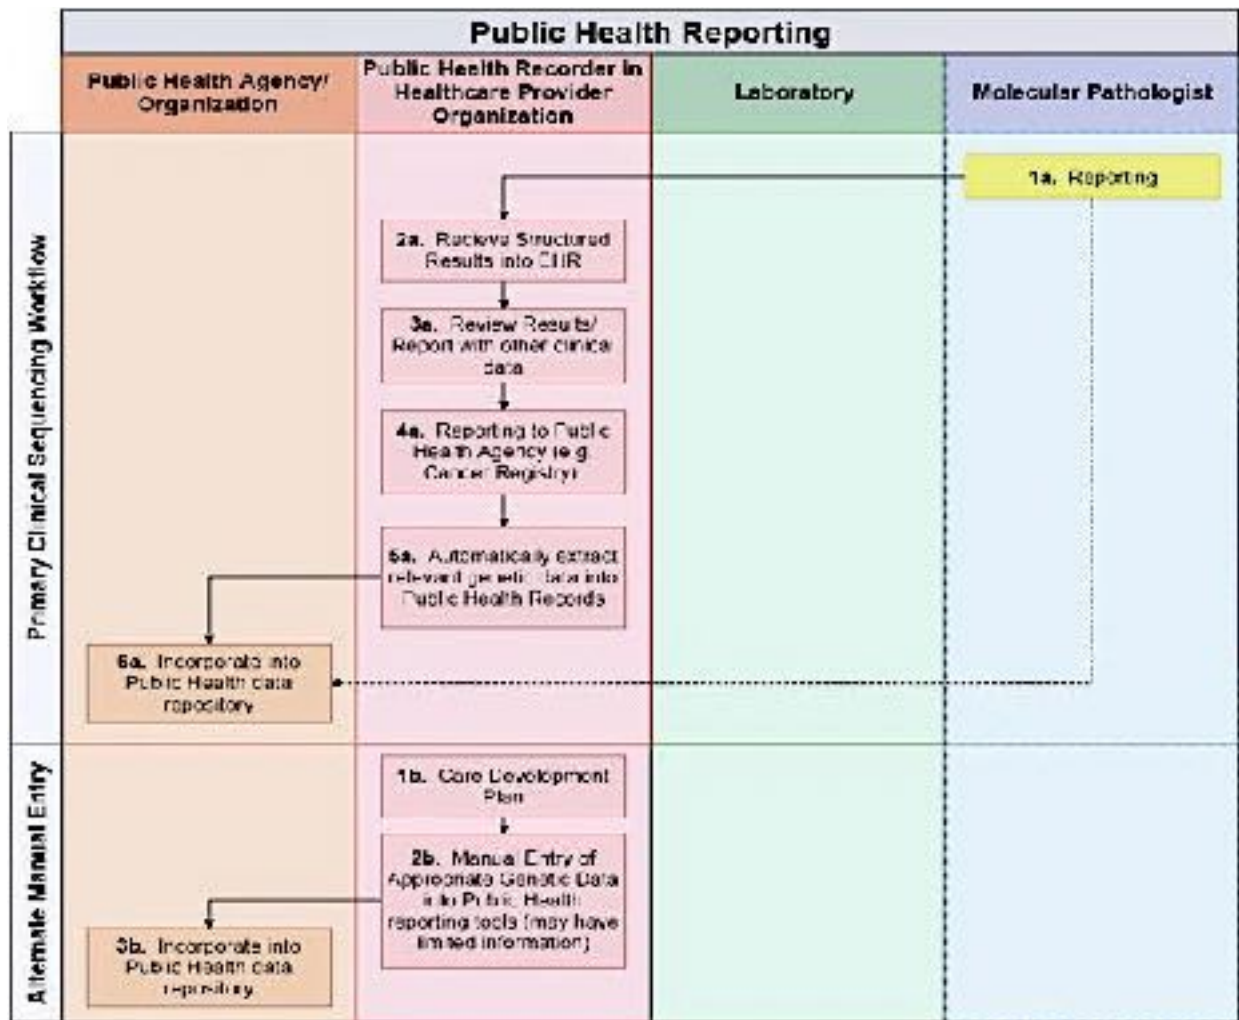 Public Health Reporting
Public Health Agency/
Organization
Public Health Recorder in
Healthcare Provider
Organization
Laboratory
Molecular Pathologist
Primary Clinical Sequencing Workflow
1a. Reporting
2a. Recieve Structured
Results into EHR
3a. Review Results/
Report with other clinical
data
4a. Reporting to Public
Health Agency (e.g.
Cancer Registry)
5a. Automatically extract
relevant genetic data into
Public Health Records
6a. Incorporate into
Public Health data
repository
Alternate Manual Entry
1b. Care Development
Plan
2b. Manual Entry of
Appropriate Genetic Data
into Public Health
reporting tools (may have
limited information)
3b. Incorporate into
Public Health data
repository